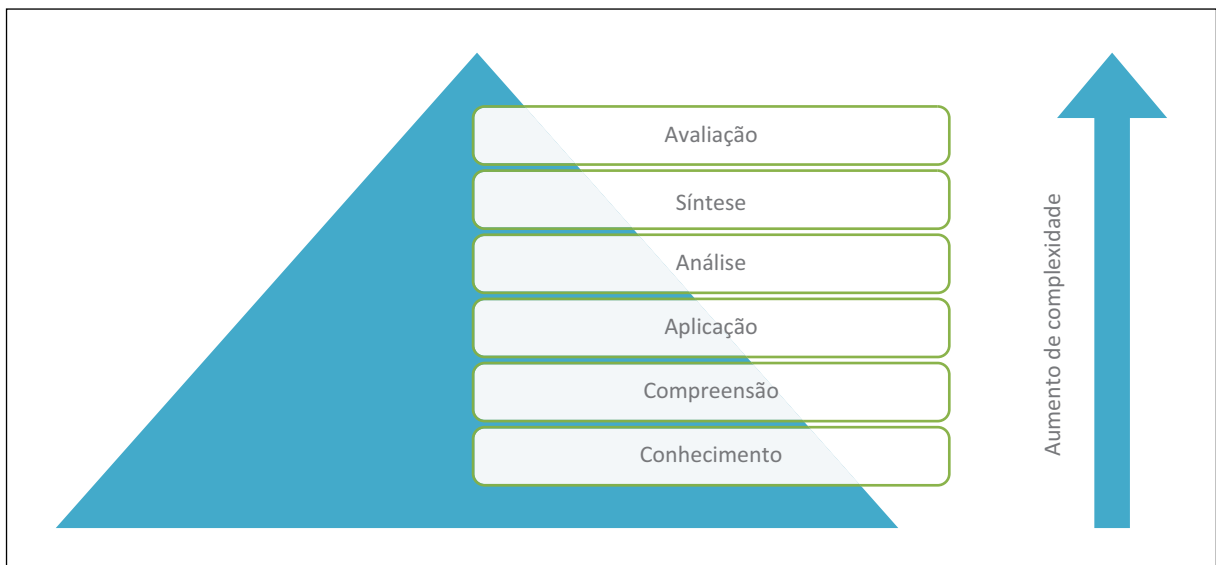 Avaliação
Síntese
Análise
Aplicação
Compreensão
Conhecimento
Aumento de complexidade